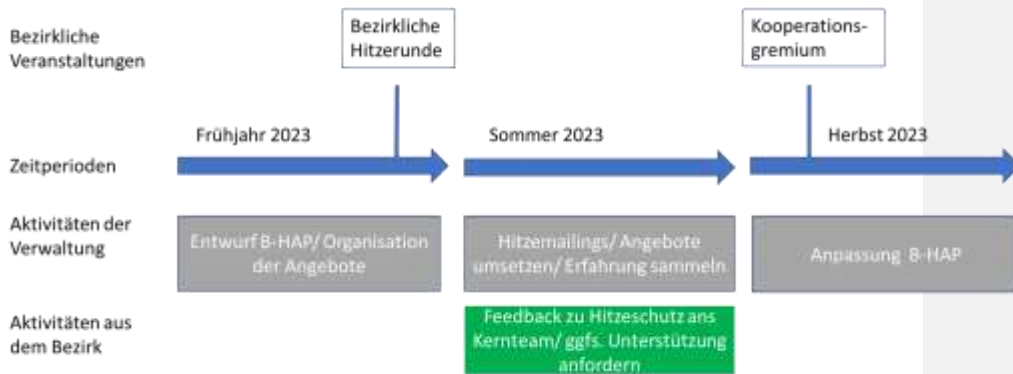 Bezirkliche
Veranstaltungen
Bezirkliche
Hitzerunde
Kooperations-
gremium
Frühjahr 2023
Sommer 2023
Herbst 2023
Zeitperioden
Aktivitäten der
Verwaltung
Entwurf B-HAP/ Organisation
der Angebote
Hitzemailings/ Angebote
umsetzen/ Erfahrung sammeln
Anpassung B-HAP
Aktivitäten aus
dem Bezirk
Feedback zu Hitzeschutz ans
Kernteam/ ggfs. Unterstützung
anfordern